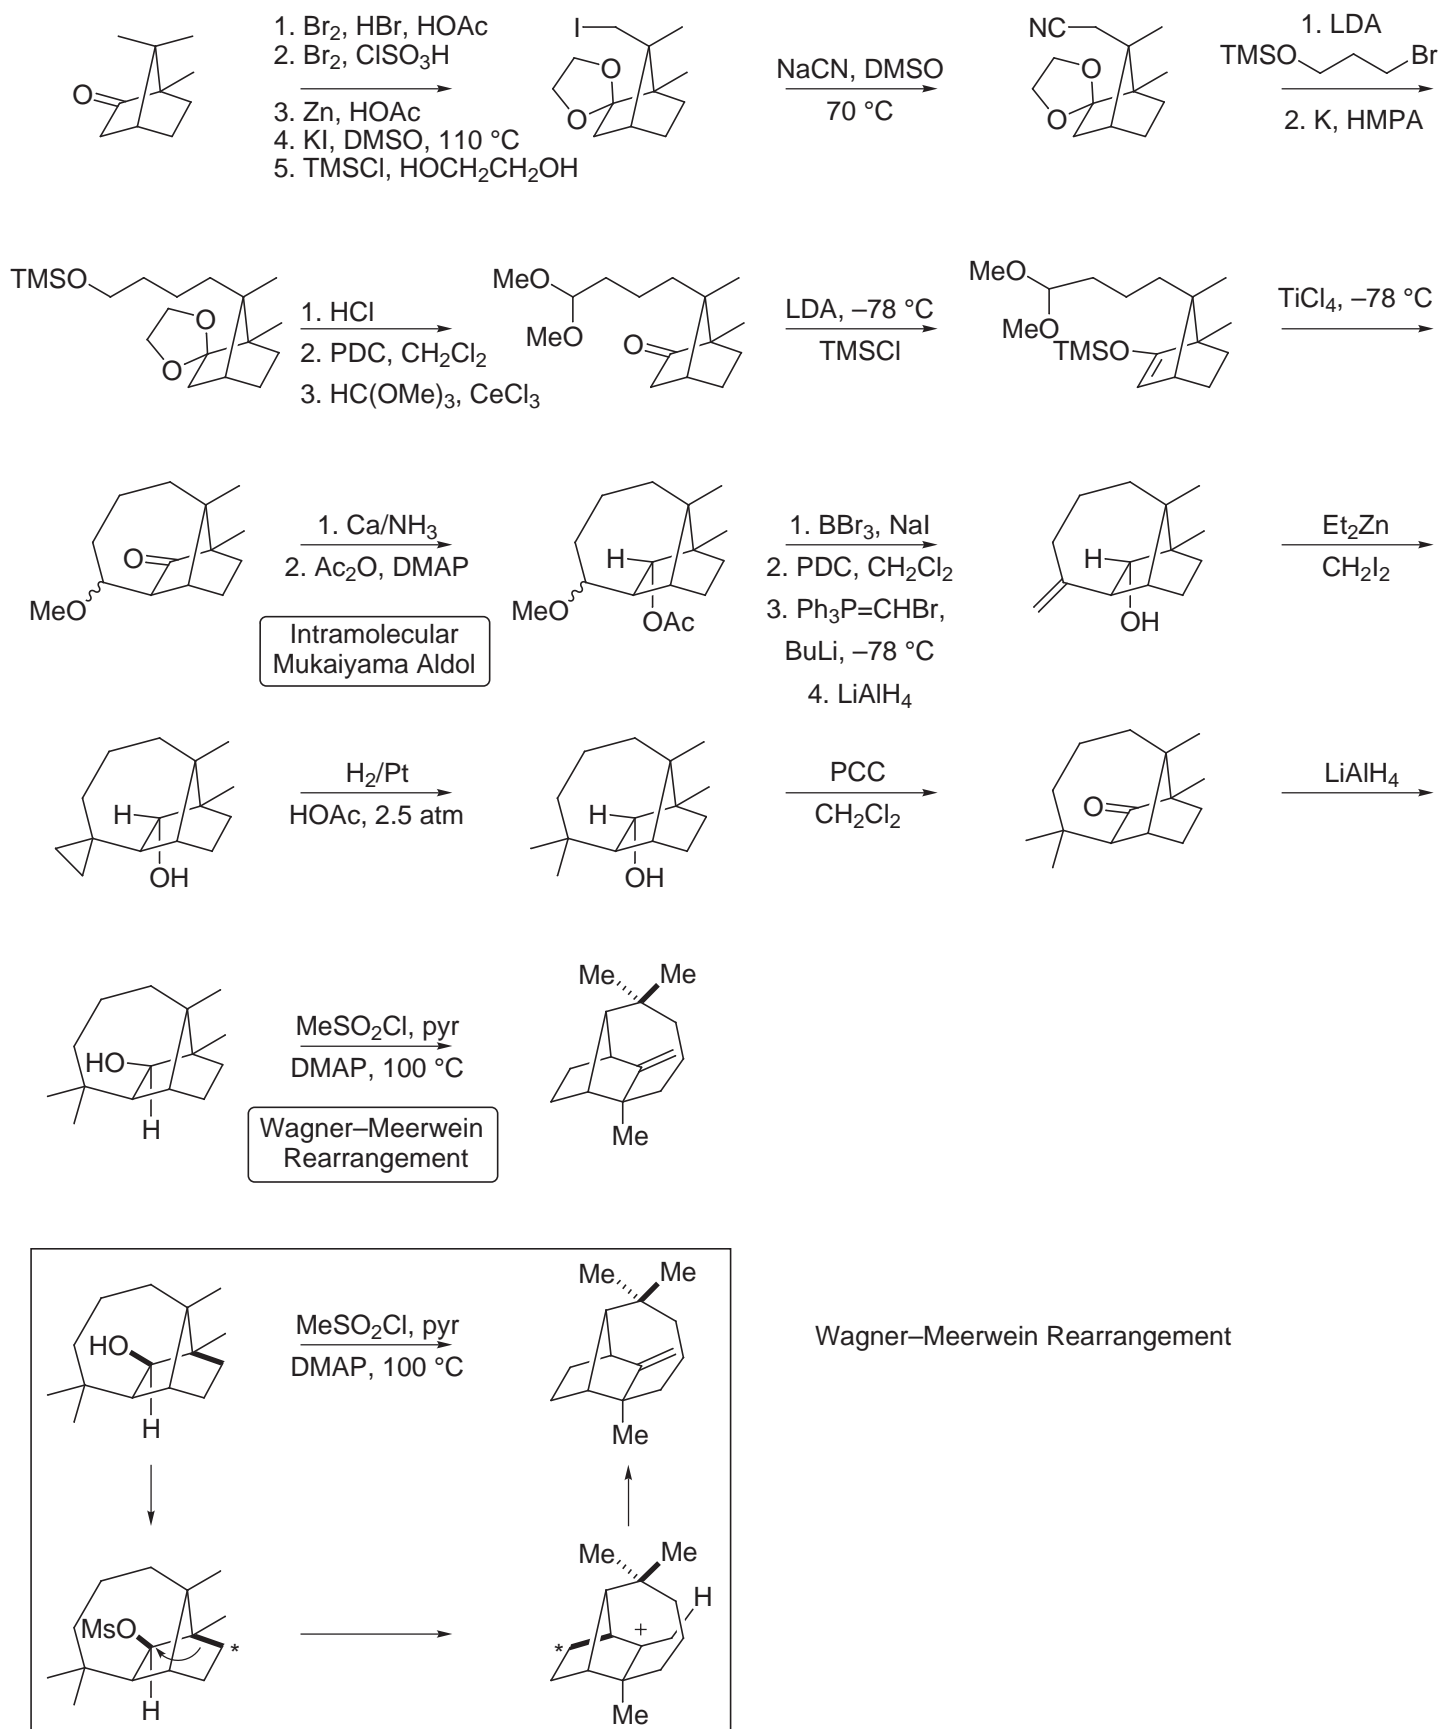 1. Br2, HBr, HOAc
2. Br2, ClSO3H
3. Zn, HOAc
4. KI, DMSO, 110 °C
5. TMSCl, HOCH2CH2OH
O
I
O
O
NaCN, DMSO
70 °C
NC
O
O
1. LDA
TMSO
Br
2. K, HMPA
TMSO
O
O
1. HCl
2. PDC, CH2Cl2
3. HC(OMe)3, CeCl3
MeO
MeO
O
LDA, –78 °C
TMSCl
MeO
MeO
TMSO
TiCl4, –78 °C
O
MeO
1. Ca/NH3
2. Ac2O, DMAP
Intramolecular
Mukaiyama Aldol
H
MeO
OAc
1. BBr3, NaI
2. PDC, CH2Cl2
3. Ph3P=CHBr,
BuLi, –78 °C
4. LiAlH4
H
OH
Et2Zn
CH2I2
H
OH
H2/Pt
HOAc, 2.5 atm
H
OH
PCC
CH2Cl2
O
LiAlH4
HO
H
MeSO2Cl, pyr
DMAP, 100 °C
Wagner–Meerwein
Rearrangement
Me
Me
Me
HO
H
MeSO2Cl, pyr
DMAP, 100 °C
Me
Me
Me
Wagner–Meerwein Rearrangement
MsO
*
H
Me
Me
H
+
*
Me